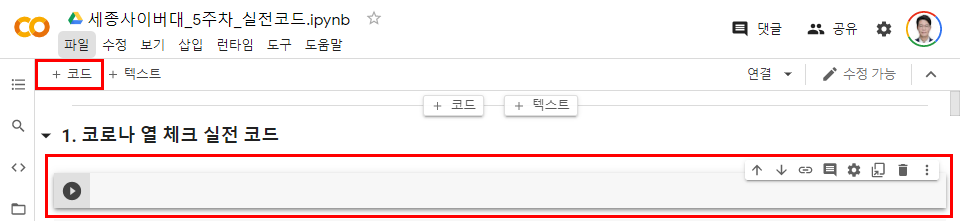 세종사이버대_5주차_실전코드.ipynb
파일 수정 보기 삽입 런타임 도구 도움말
댓글 공유
+ 코드 + 텍스트
연결 수정 가능
+ 코드 + 텍스트
1. 코로나 열 체크 실전 코드